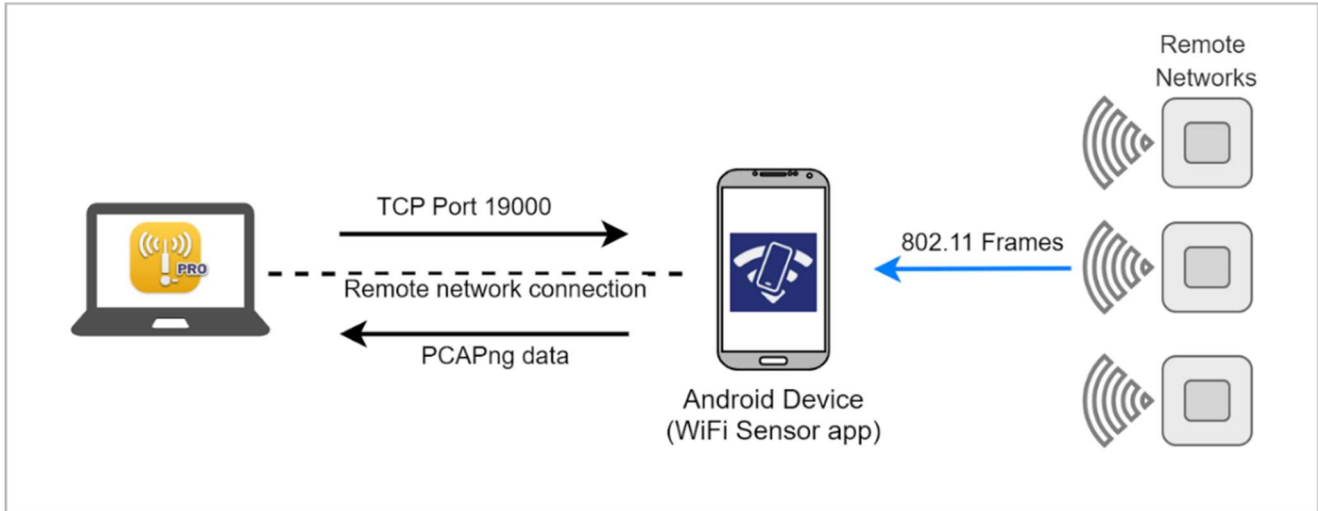 Remote
Networks
TCP Port 19000
PRO
802.11 Frames
Remote network connection
PCAPng data
Android Device
(WiFi Sensor app)